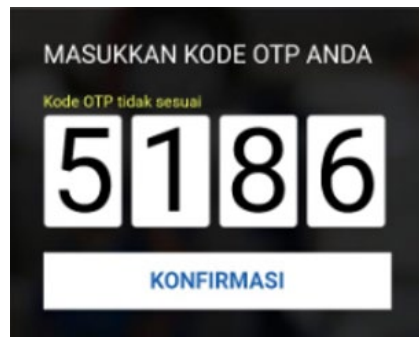 MASUKKAN KODE OTP ANDA
Kode OTP tidak sesuai
5186
KONFIRMASI